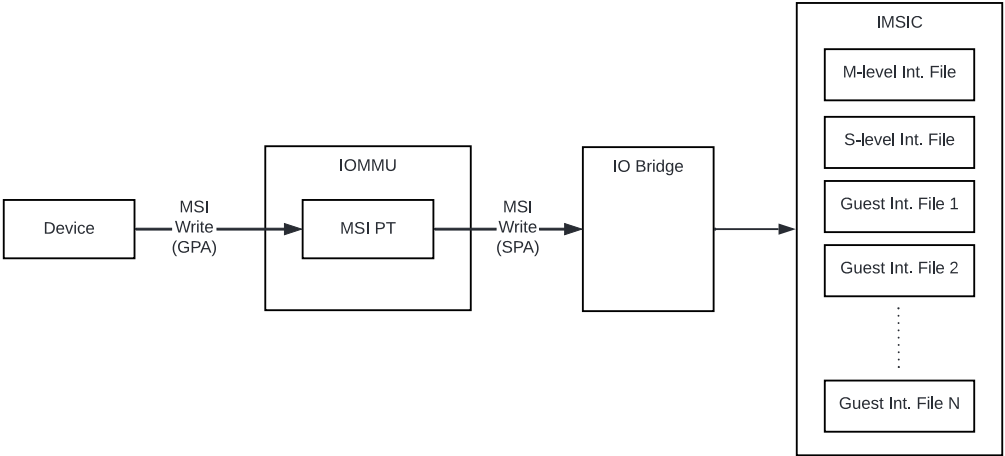 Device
MSI
Write
(GPA)
IOMMU
MSI PT
MSI
Write
(SPA)
IO Bridge
IMSIC
M-level Int. File
S-level Int. File
Guest Int. File 1
Guest Int. File 2
Guest Int. File N